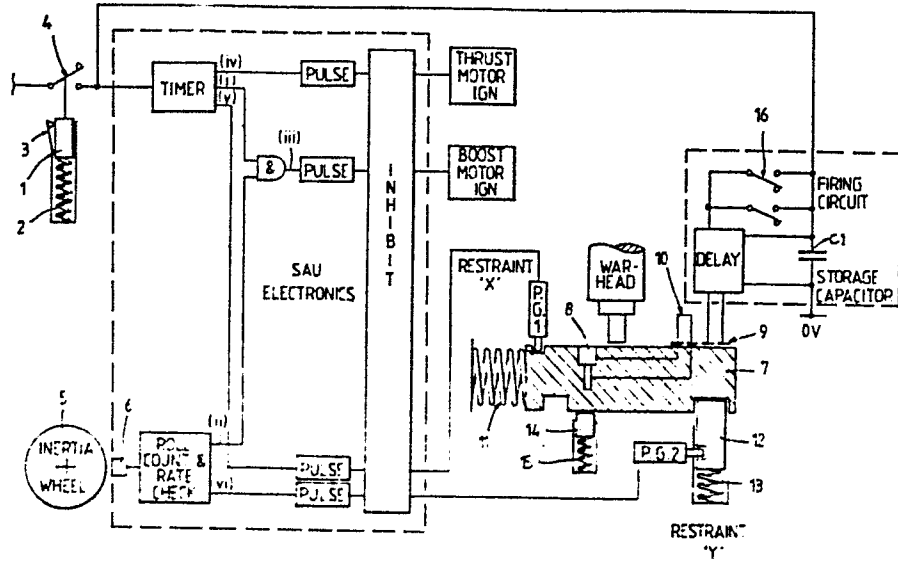 4
3
1
2
TIMER
(iv)
(i)
(v)
PULSE
THRUST
MOTOR
IGN
(iii)
&
PULSE
BOOST
MOTOR
IGN
INHIBIT
SAU
ELECTRONICS
16
FIRING
CIRCUIT
DELAY
C1
STORAGE
CAPACITOR
0V
RESTRAINT
'X'
P.G.1
WAR-
HEAD
10
8
9
7
11
14
12
P.G.2
13
RESTRAINT
'Y'
5
6
INERTIA
WHEEL
(ii)
ROLL
COUNT &
RATE
CHECK
(vi)
PULSE
PULSE